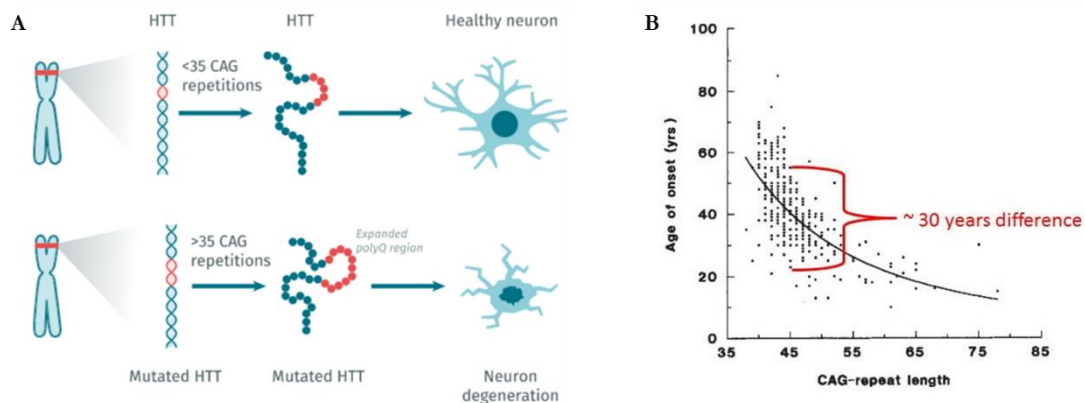 A
HTT
HTT
Healthy neuron
<35 CAG
repetitions
>35 CAG
repetitions
Expanded
polyQ region
Mutated HTT
Mutated HTT
Neuron
degeneration
B
Age of onset (yrs)
100
80
60
40
20
0
~ 30 years difference
35
45
55
65
75
85
CAG-repeat length